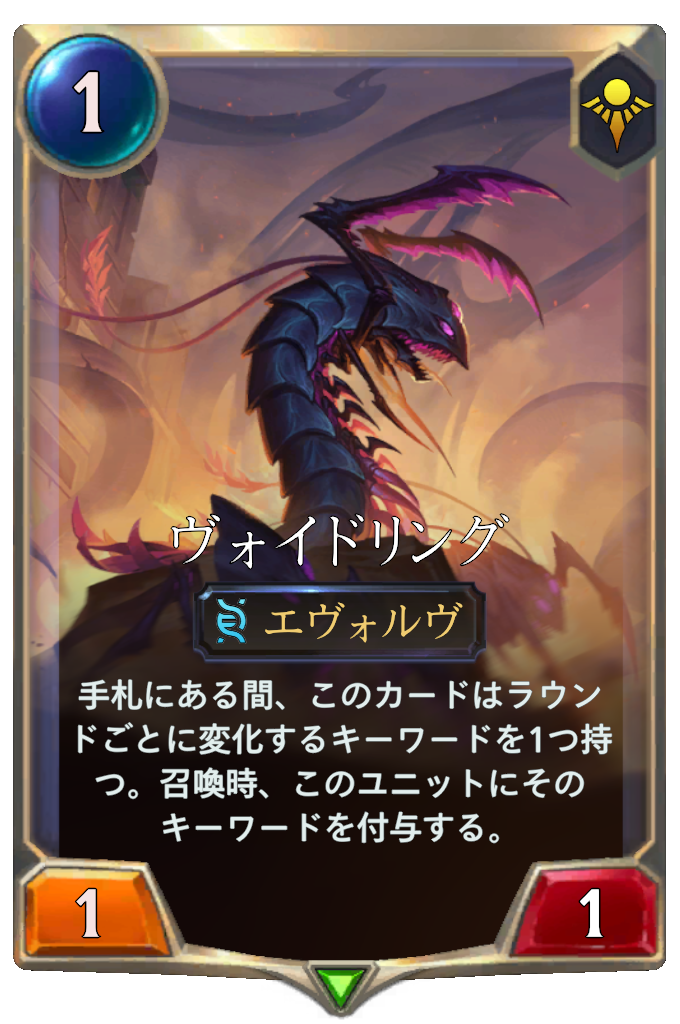 1
ヴォイドリング
エヴォルヴ
手札にある間、このカードはラウン
ドごとに変化するキーワードを1つ持
つ。召喚時、このユニットにその
キーワードを付与する。
1
1